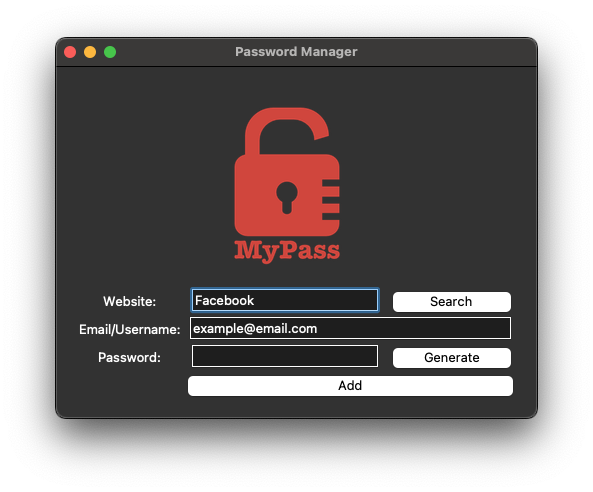 Password Manager
MyPass
Website: Facebook Search
Email/Username: example@email.com
Password: Generate
Add